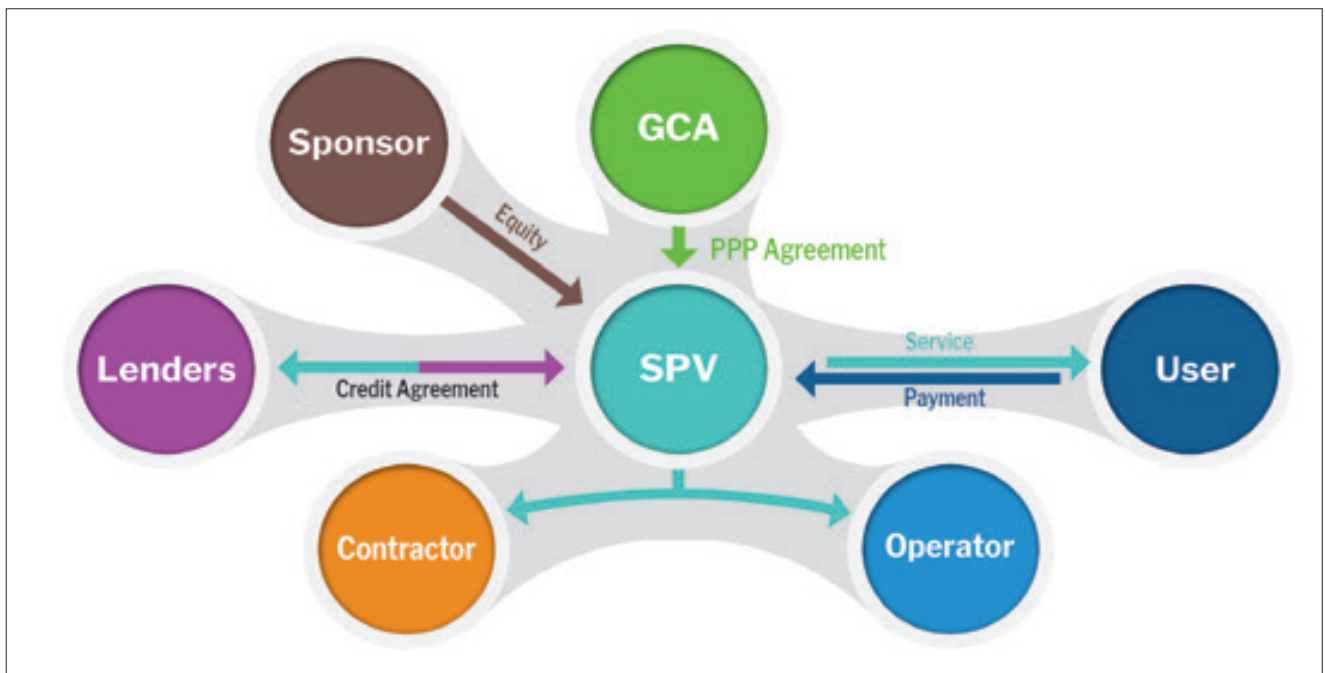 Sponsor
GCA
Equity
PPP Agreement
Lenders
Credit Agreement
SPV
Service
Payment
User
Contractor
Operator